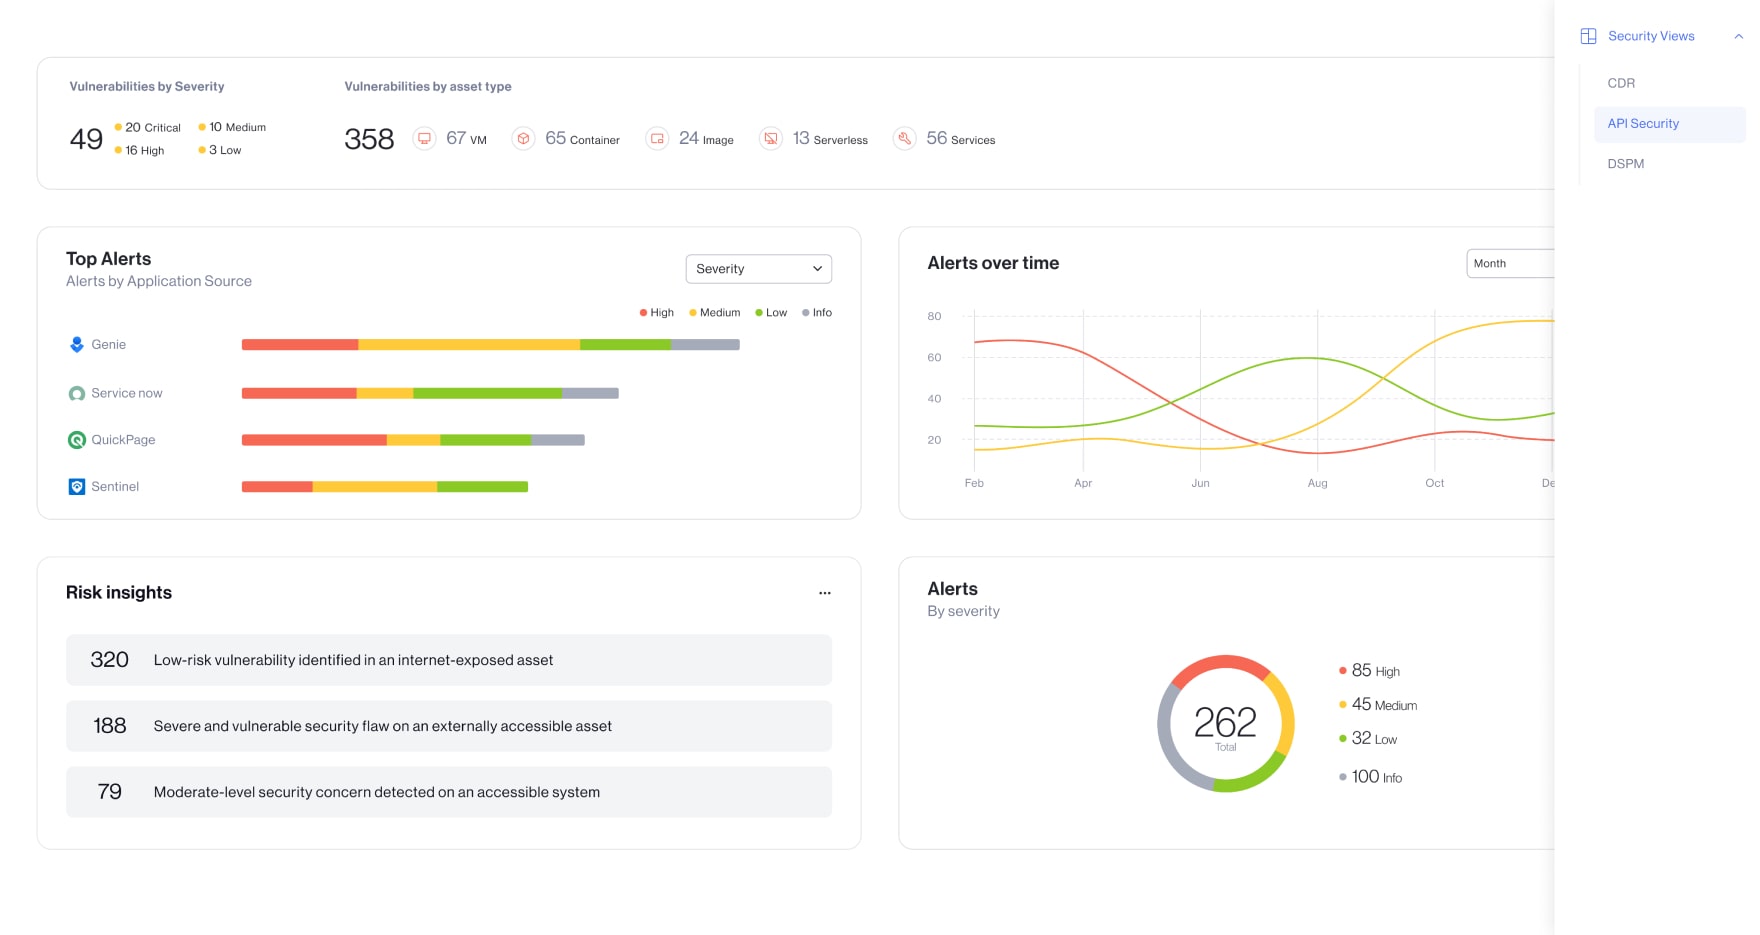 Security Views
CDR
API Security
DSPM
Vulnerabilities by Severity
49
20 Critical
10 Medium
16 High
3 Low
Vulnerabilities by asset type
358
67 VM
65 Container
24 Image
13 Serverless
56 Services
Top Alerts
Alerts by Application Source
Severity
High Medium Low Info
Genie
Service now
QuickPage
Sentinel
Alerts over time
Month
80
60
40
20
Feb Apr Jun Aug Oct De
Risk insights
...
320 Low-risk vulnerability identified in an internet-exposed asset
188 Severe and vulnerable security flaw on an externally accessible asset
79 Moderate-level security concern detected on an accessible system
Alerts
By severity
262
Total
85 High
45 Medium
32 Low
100 Info